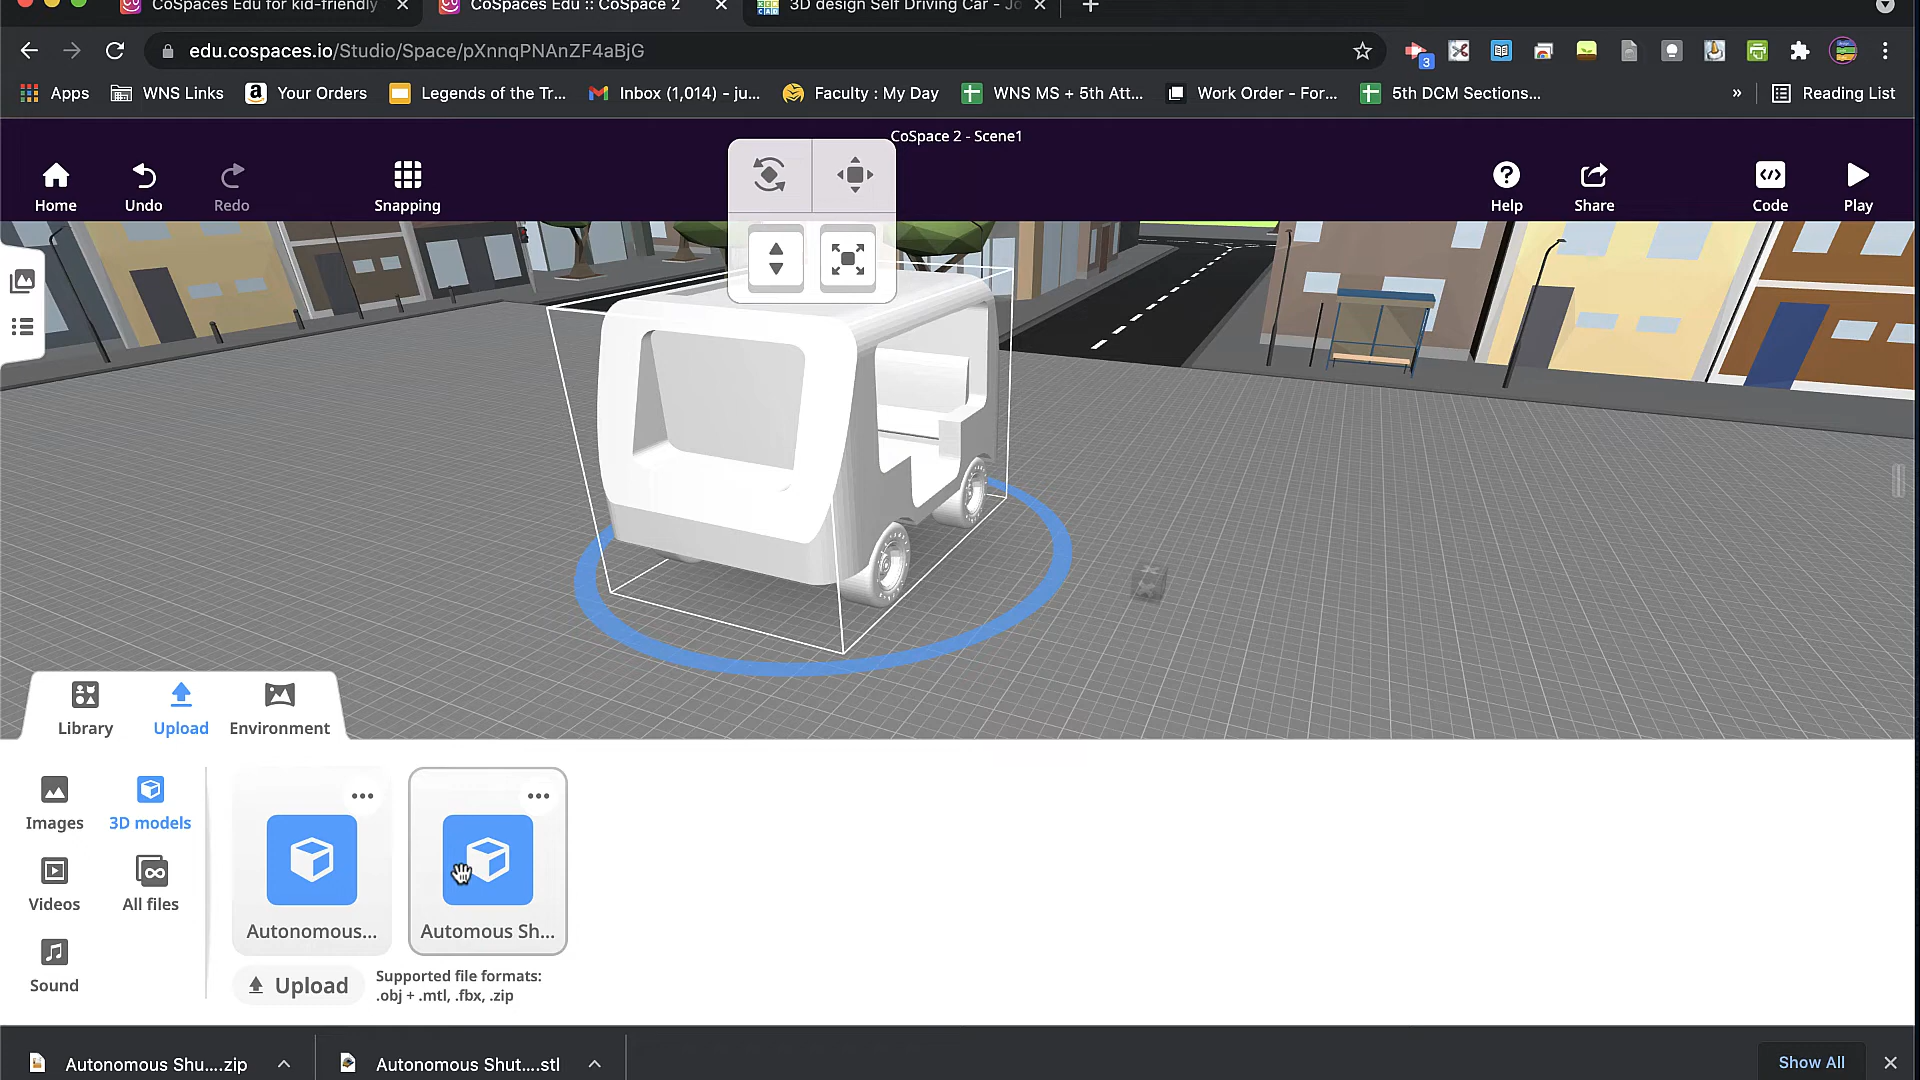 CoSpaces Edu for kid-friendly
CoSpaces Edu :: CoSpace 2
3D design Self Driving Car - Jo
edu.cospaces.io/Studio/Space/pXnnqPNAnZF4aBjG
3
Apps
WNS Links
Your Orders
Legends of the Tr...
Inbox (1,014) - ju...
Faculty : My Day
WNS MS + 5th Att...
Work Order - For...
5th DCM Sections...
»
Reading List
CoSpace 2 - Scene1
Home
Undo
Redo
Snapping
Help
Share
Code
Play
Library
Upload
Environment
Images
3D models
Videos
All files
Sound
Autonomous...
Automous Sh...
Upload
Supported file formats:
.obj + .mtl, .fbx, .zip
Autonomous Shu....zip
Autonomous Shut....stl
Show All